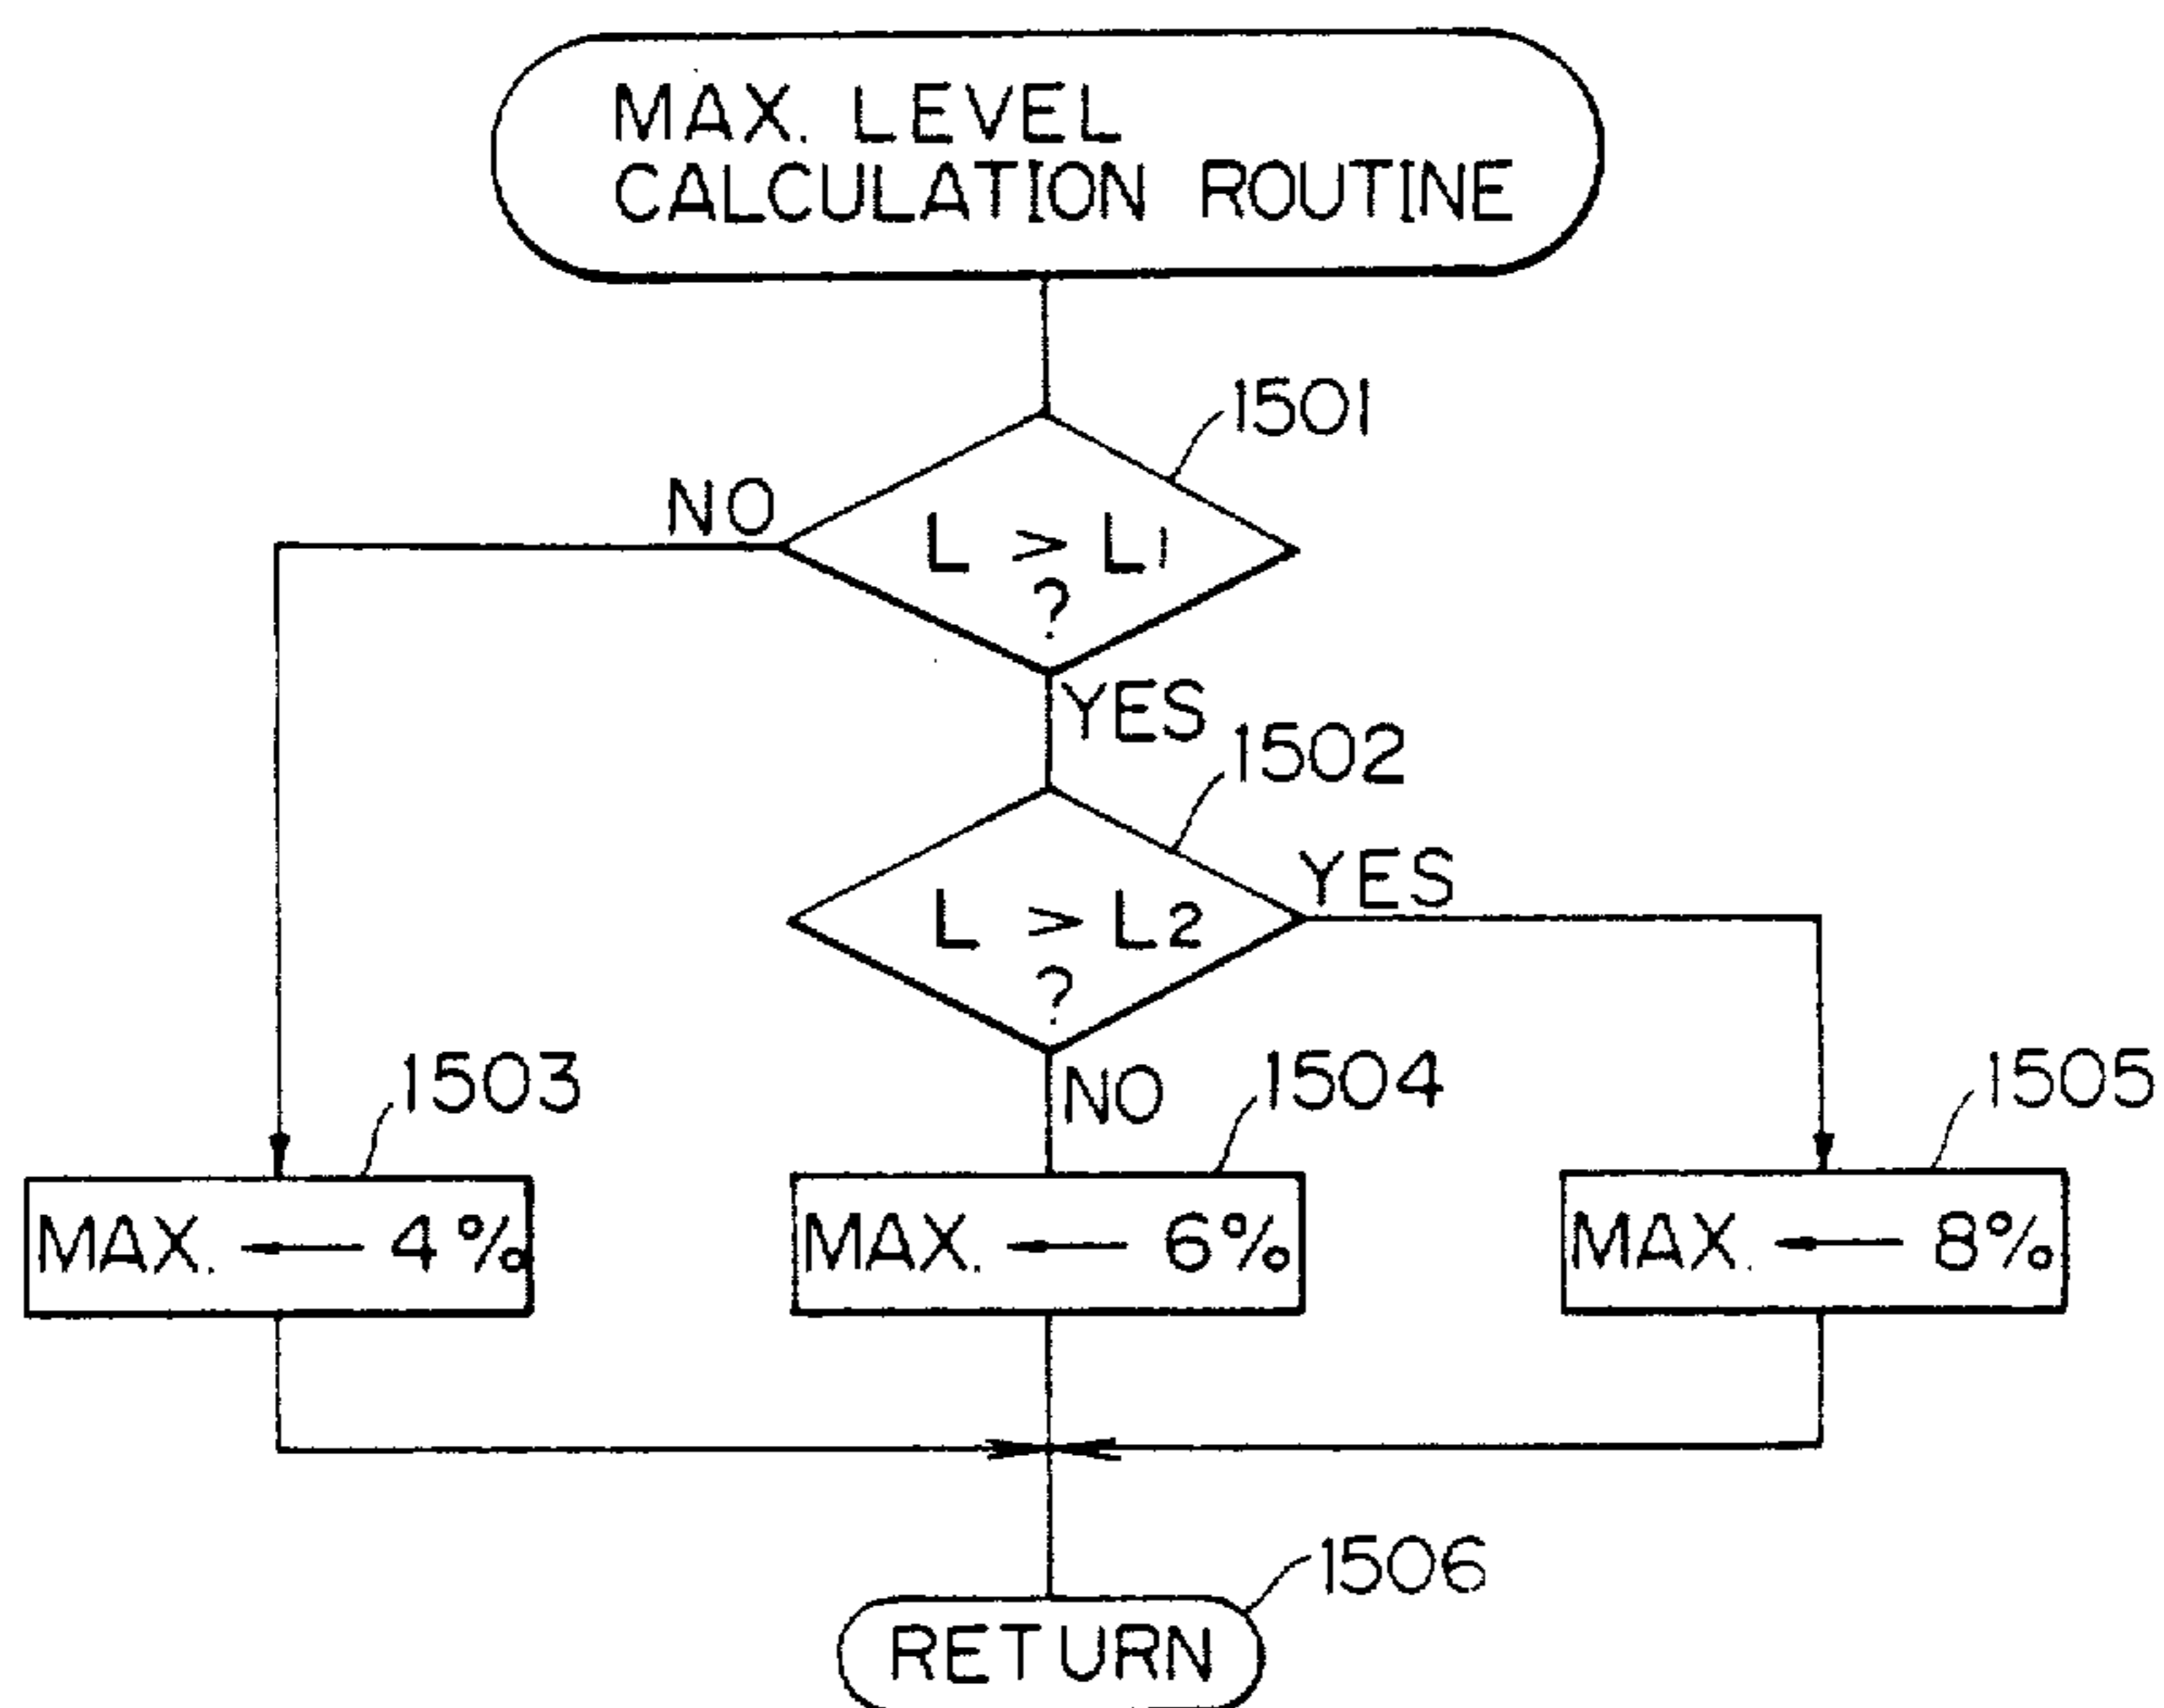 MAX. LEVEL
CALCULATION ROUTINE
1501
NO
L > L1
?
YES
1502
YES
L > L2
?
1503
NO
1504
1505
MAX. ← 4%
MAX. ← 6%
MAX. ← 8%
1506
RETURN